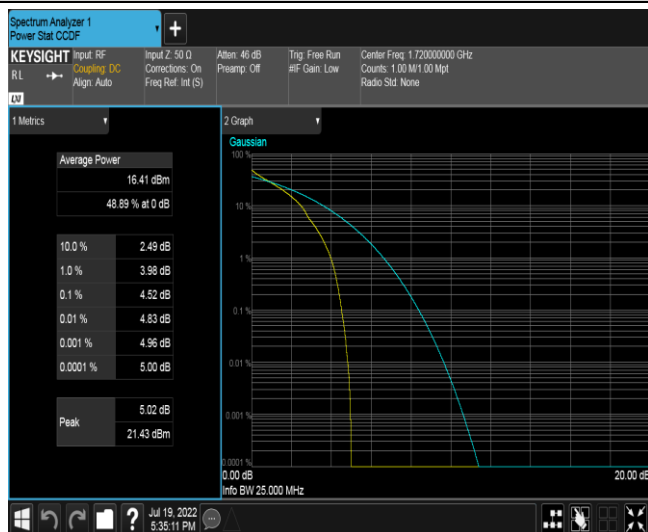 Spectrum Analyzer 1
Power Stat CCDF
+
KEYSIGHT
RL
LXI
Input: RF
Coupling: DC
Align: Auto
Input Z: 50 Ω
Corrections: On
Freq Ref: Int (S)
Atten: 46 dB
Preamp: Off
Trig: Free Run
#IF Gain: Low
Center Freq: 1.720000000 GHz
Counts: 1.00 M/1.00 Mpt
Radio Std: None
1 Metrics
Average Power
16.41 dBm
48.89 % at 0 dB
10.0 % 2.49 dB
1.0 % 3.98 dB
0.1 % 4.52 dB
0.01 % 4.83 dB
0.001 % 4.96 dB
0.0001 % 5.00 dB
Peak
5.02 dB
21.43 dBm
2 Graph
Gaussian
100 %
10 %
1 %
0.1 %
0.01 %
0.001 %
0.0001 %
0.00 dB 20.00 dB
Info BW 25.000 MHz
?
Jul 19, 2022
5:35:11 PM